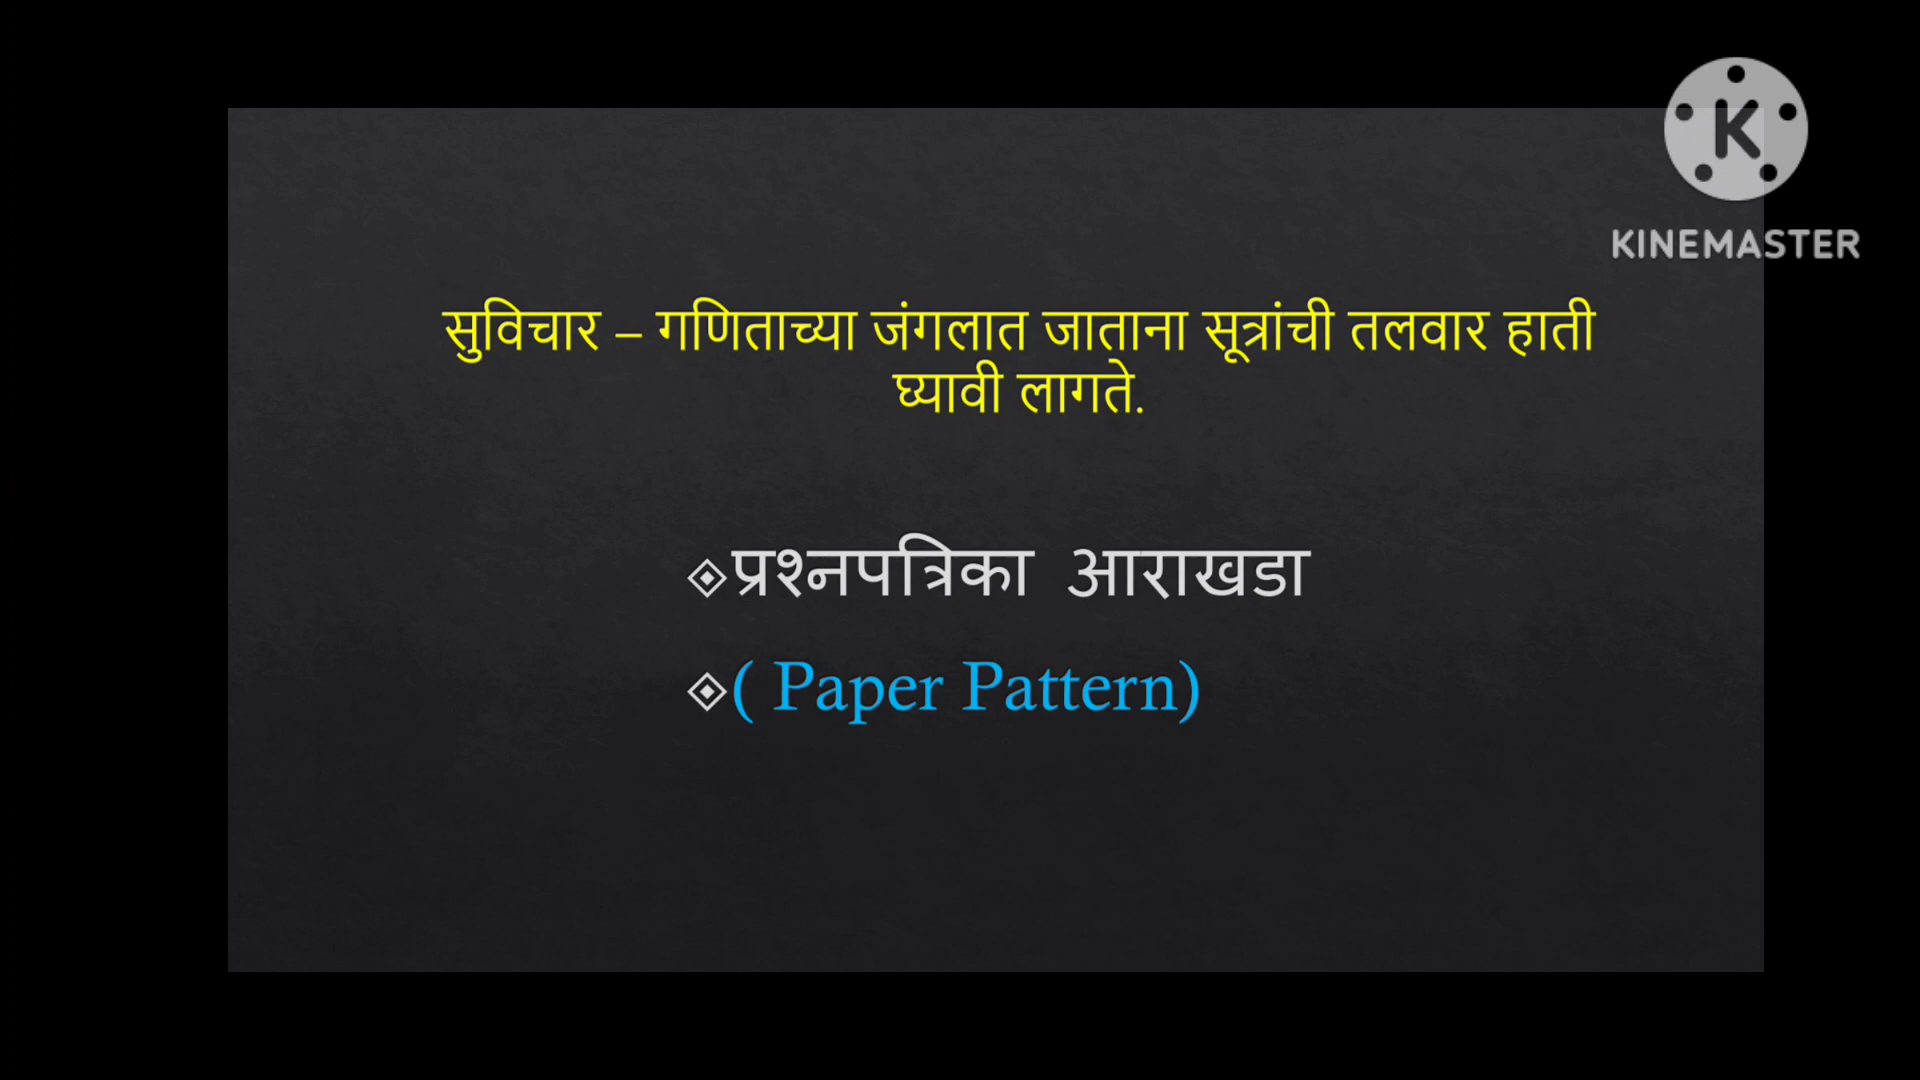 KINEMASTER
सुविचार – गणिताच्या जंगलात जाताना सूत्रांची तलवार हाती
घ्यावी लागते.
प्रश्नपत्रिका आराखडा
( Paper Pattern)